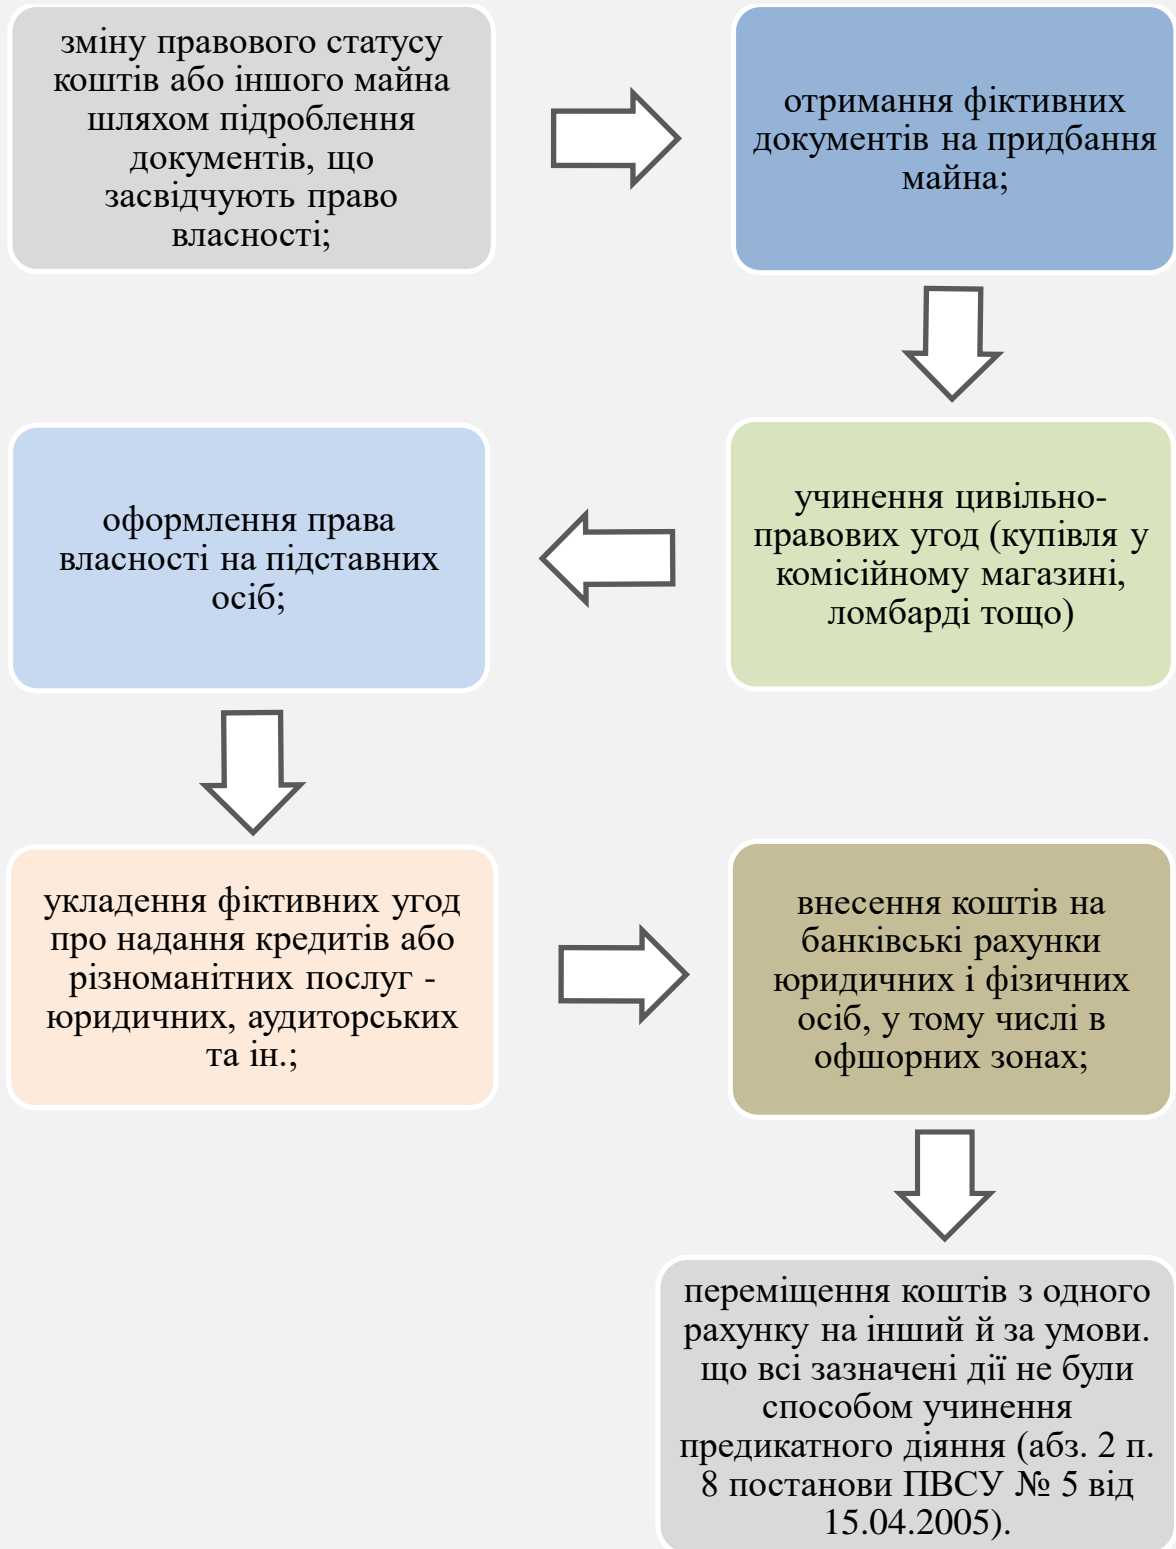 зміну правового статусу
коштів або іншого майна
шляхом підроблення
документів, що
засвідчують право
власності;
отримання фіктивних
документів на придбання
майна;
учинення цивільно-
правових угод (купівля у
комісійному магазині,
ломбарді тощо)
оформлення права
власності на підставних
осіб;
укладення фіктивних угод
про надання кредитів або
різноманітних послуг -
юридичних, аудиторських
та ін.;
внесення коштів на
банківські рахунки
юридичних і фізичних
осіб, у тому числі в
офшорних зонах;
переміщення коштів з одного
рахунку на інший й за умови.
що всі зазначені дії не були
способом учинення
предикатного діяння (абз. 2 п.
8 постанови ПВСУ № 5 від
15.04.2005).